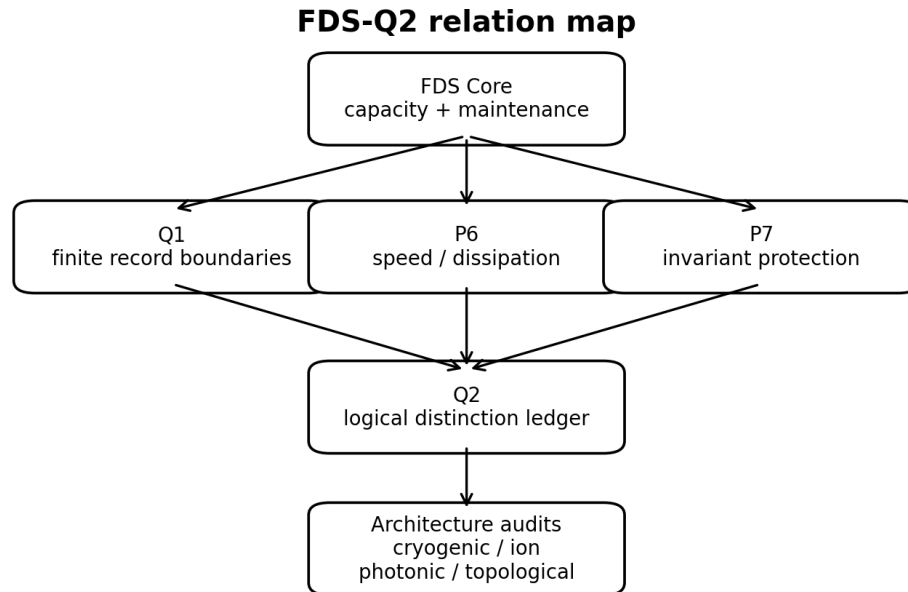 FDS-Q2 relation map
FDS Core
capacity + maintenance
Q1
finite record boundaries
P6
speed / dissipation
P7
invariant protection
Q2
logical distinction ledger
Architecture audits
cryogenic / ion
photonic / topological